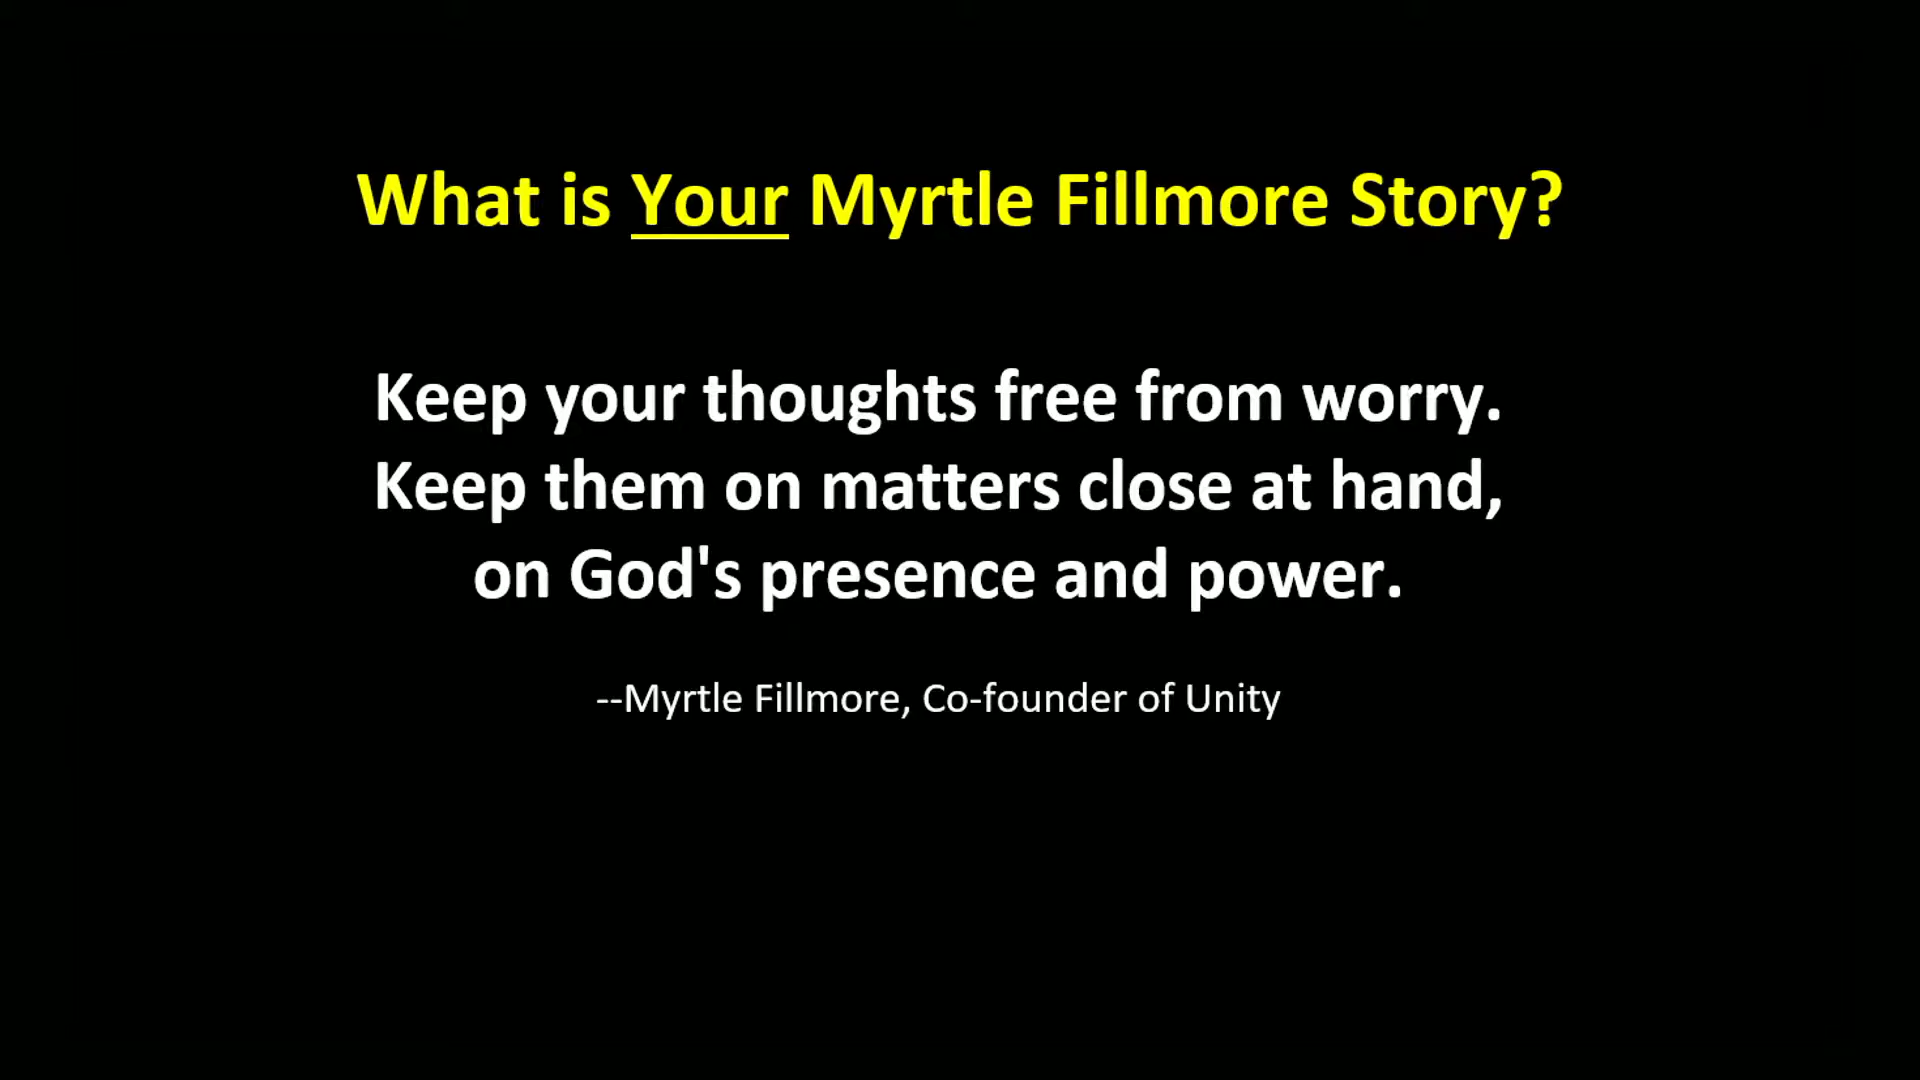 What is Your Myrtle Fillmore Story?
Keep your thoughts free from worry.
Keep them on matters close at hand,
on God's presence and power.
--Myrtle Fillmore, Co-founder of Unity